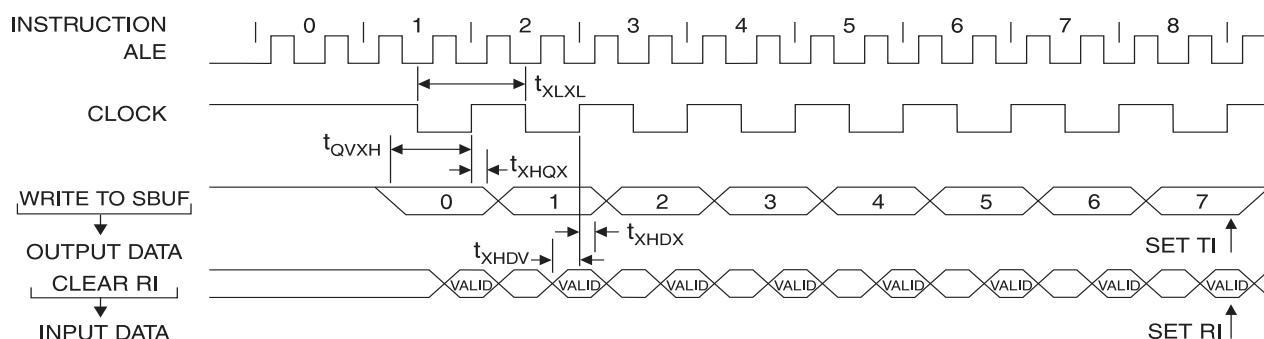 INSTRUCTION 0 1 2 3 4 5 6 7 8
ALE
tXLXL
CLOCK
tQVXH
tXHQX
WRITE TO SBUF 0 1 2 3 4 5 6 7
tXHDX
OUTPUT DATA SET TI
tXHDV
CLEAR RI VALID VALID VALID VALID VALID VALID VALID VALID
INPUT DATA SET RI